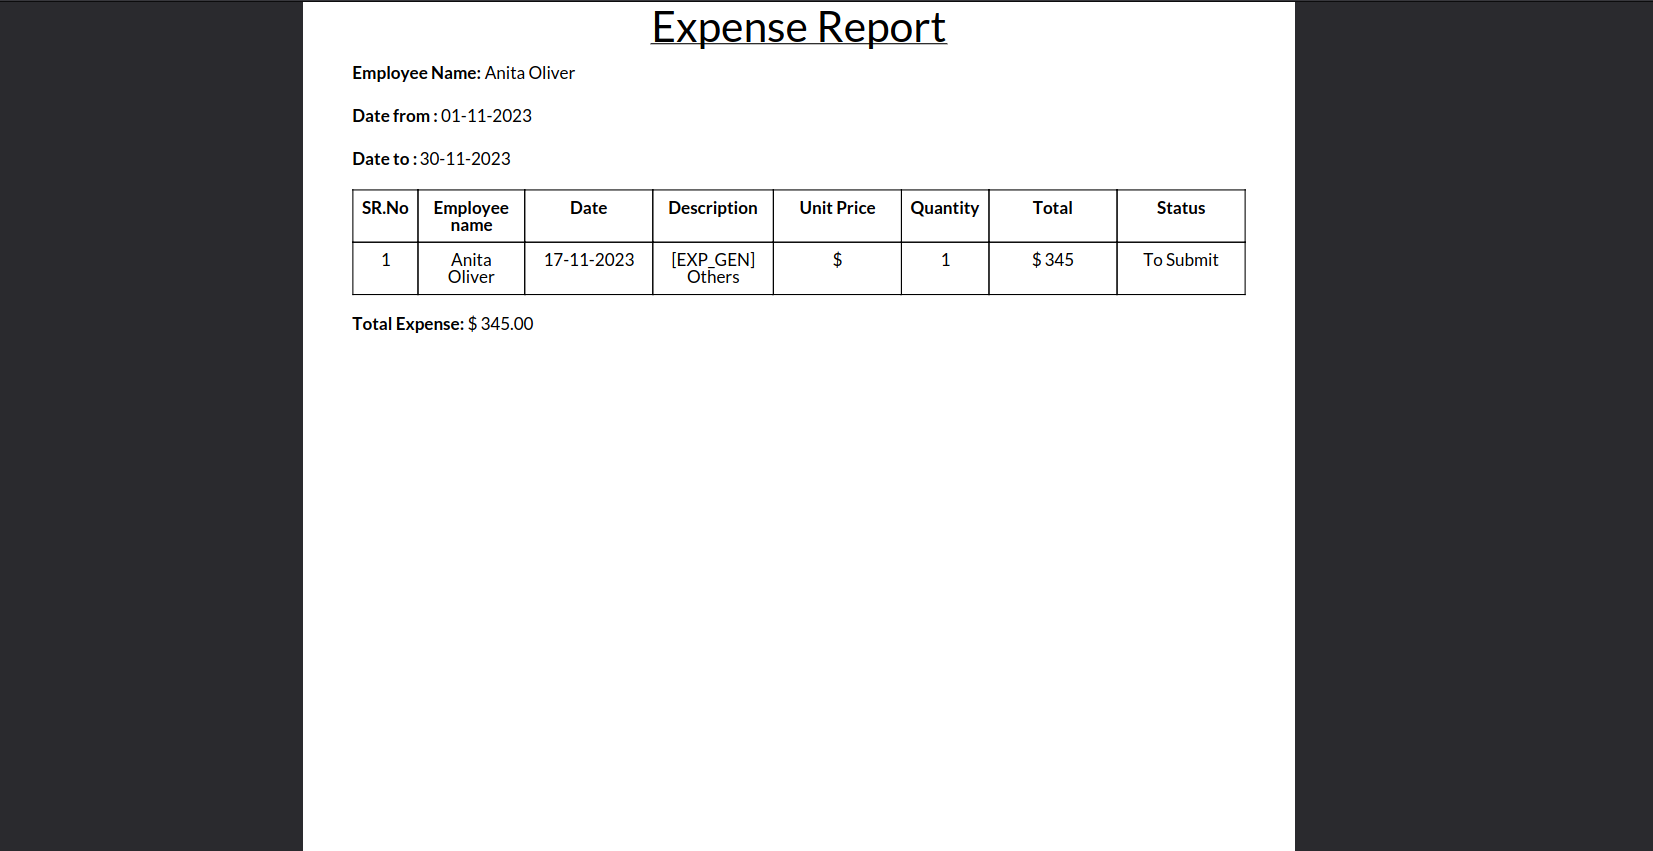 Expense Report
Employee Name: Anita Oliver
Date from : 01-11-2023
Date to : 30-11-2023
SR.No Employee name Date Description Unit Price Quantity Total Status
1 Anita Oliver 17-11-2023 [EXP_GEN] Others $ 1 $ 345 To Submit
Total Expense: $ 345.00